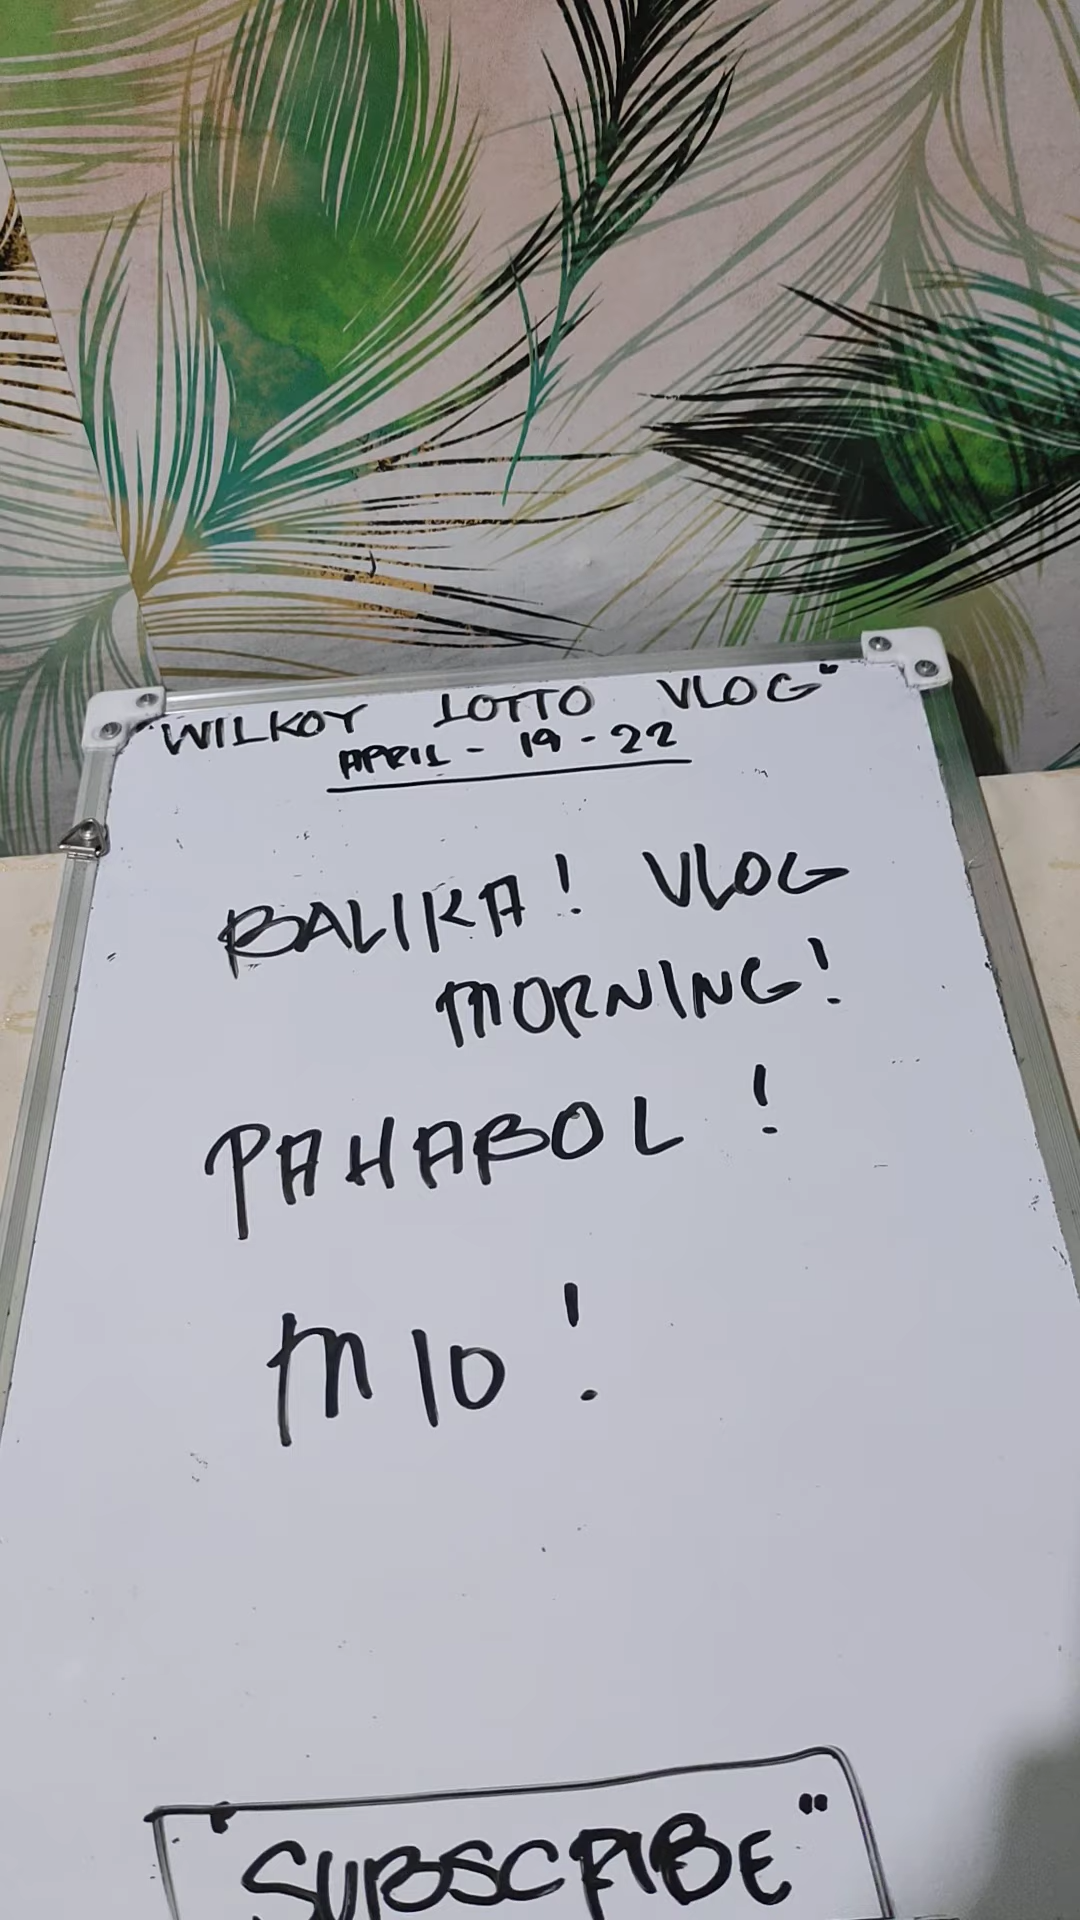 "WILKOY LOTTO VLOG"
APRIL - 19 - 22
BALIKA! VLOG
MORNING!
PAHABOL!
M10!
"SUBSCRIBE"